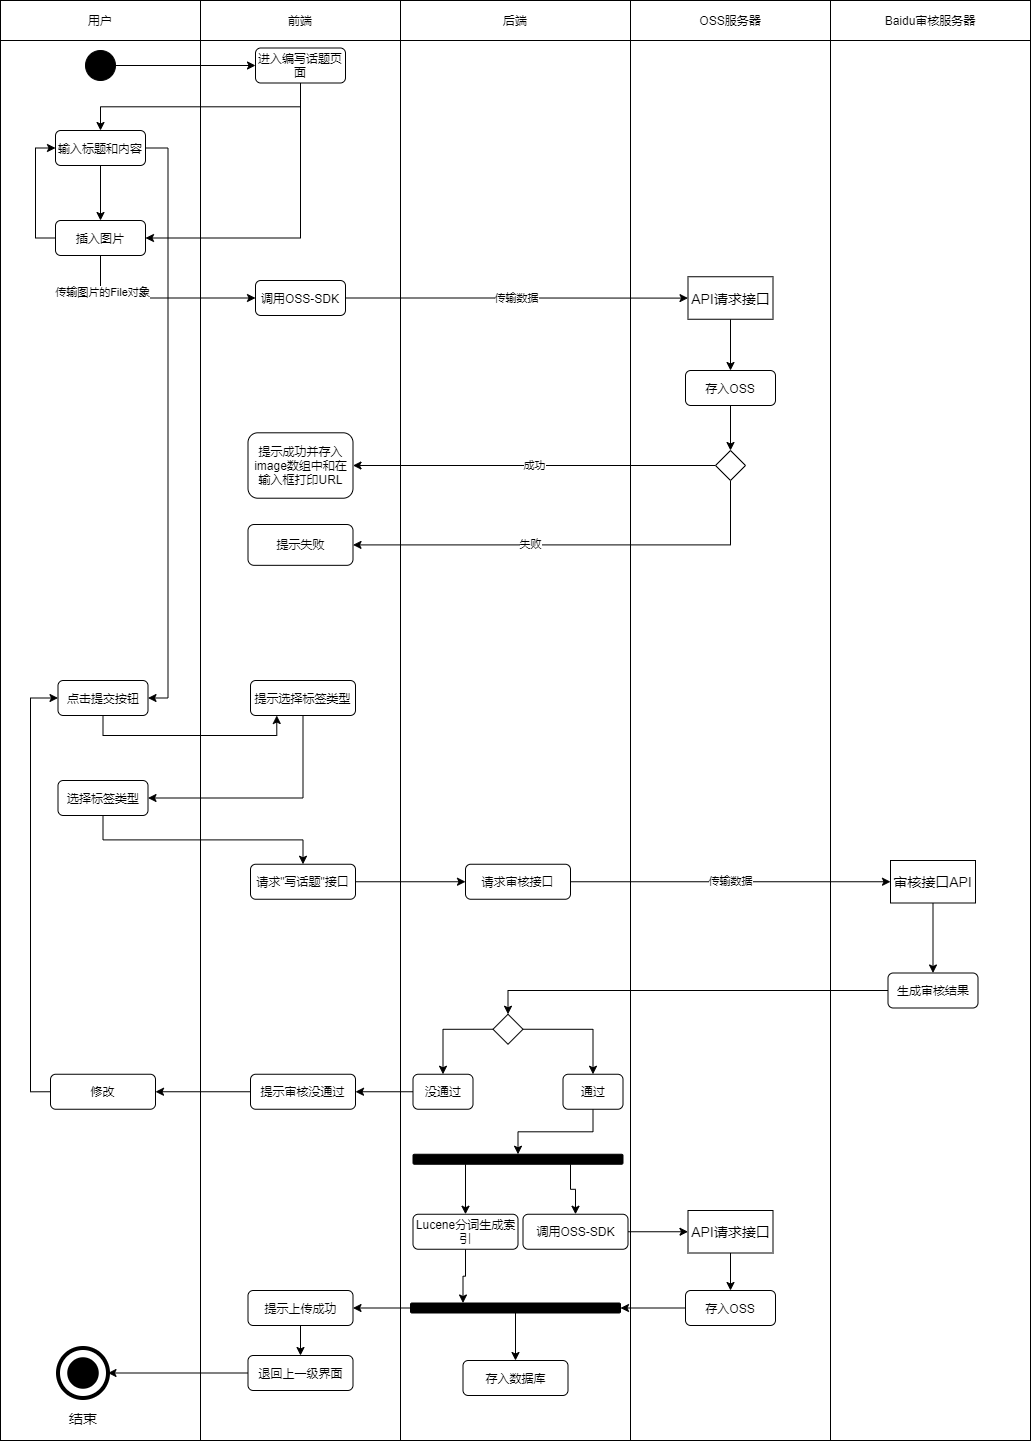 用户
前端
后端
OSS服务器
Baidu审核服务器
进入编写话题页
面
输入标题和内容
插入图片
传输图片的File对象
调用OSS-SDK
传输数据
API请求接口
存入OSS
提示成功并存入
image数组中和在
输入框打印URL
成功
提示失败
失败
点击提交按钮
提示选择标签类型
选择标签类型
请求"写话题"接口
请求审核接口
传输数据
审核接口API
生成审核结果
修改
提示审核没通过
没通过
通过
Lucene分词生成索
引
调用OSS-SDK
API请求接口
提示上传成功
存入OSS
退回上一级界面
存入数据库
结束